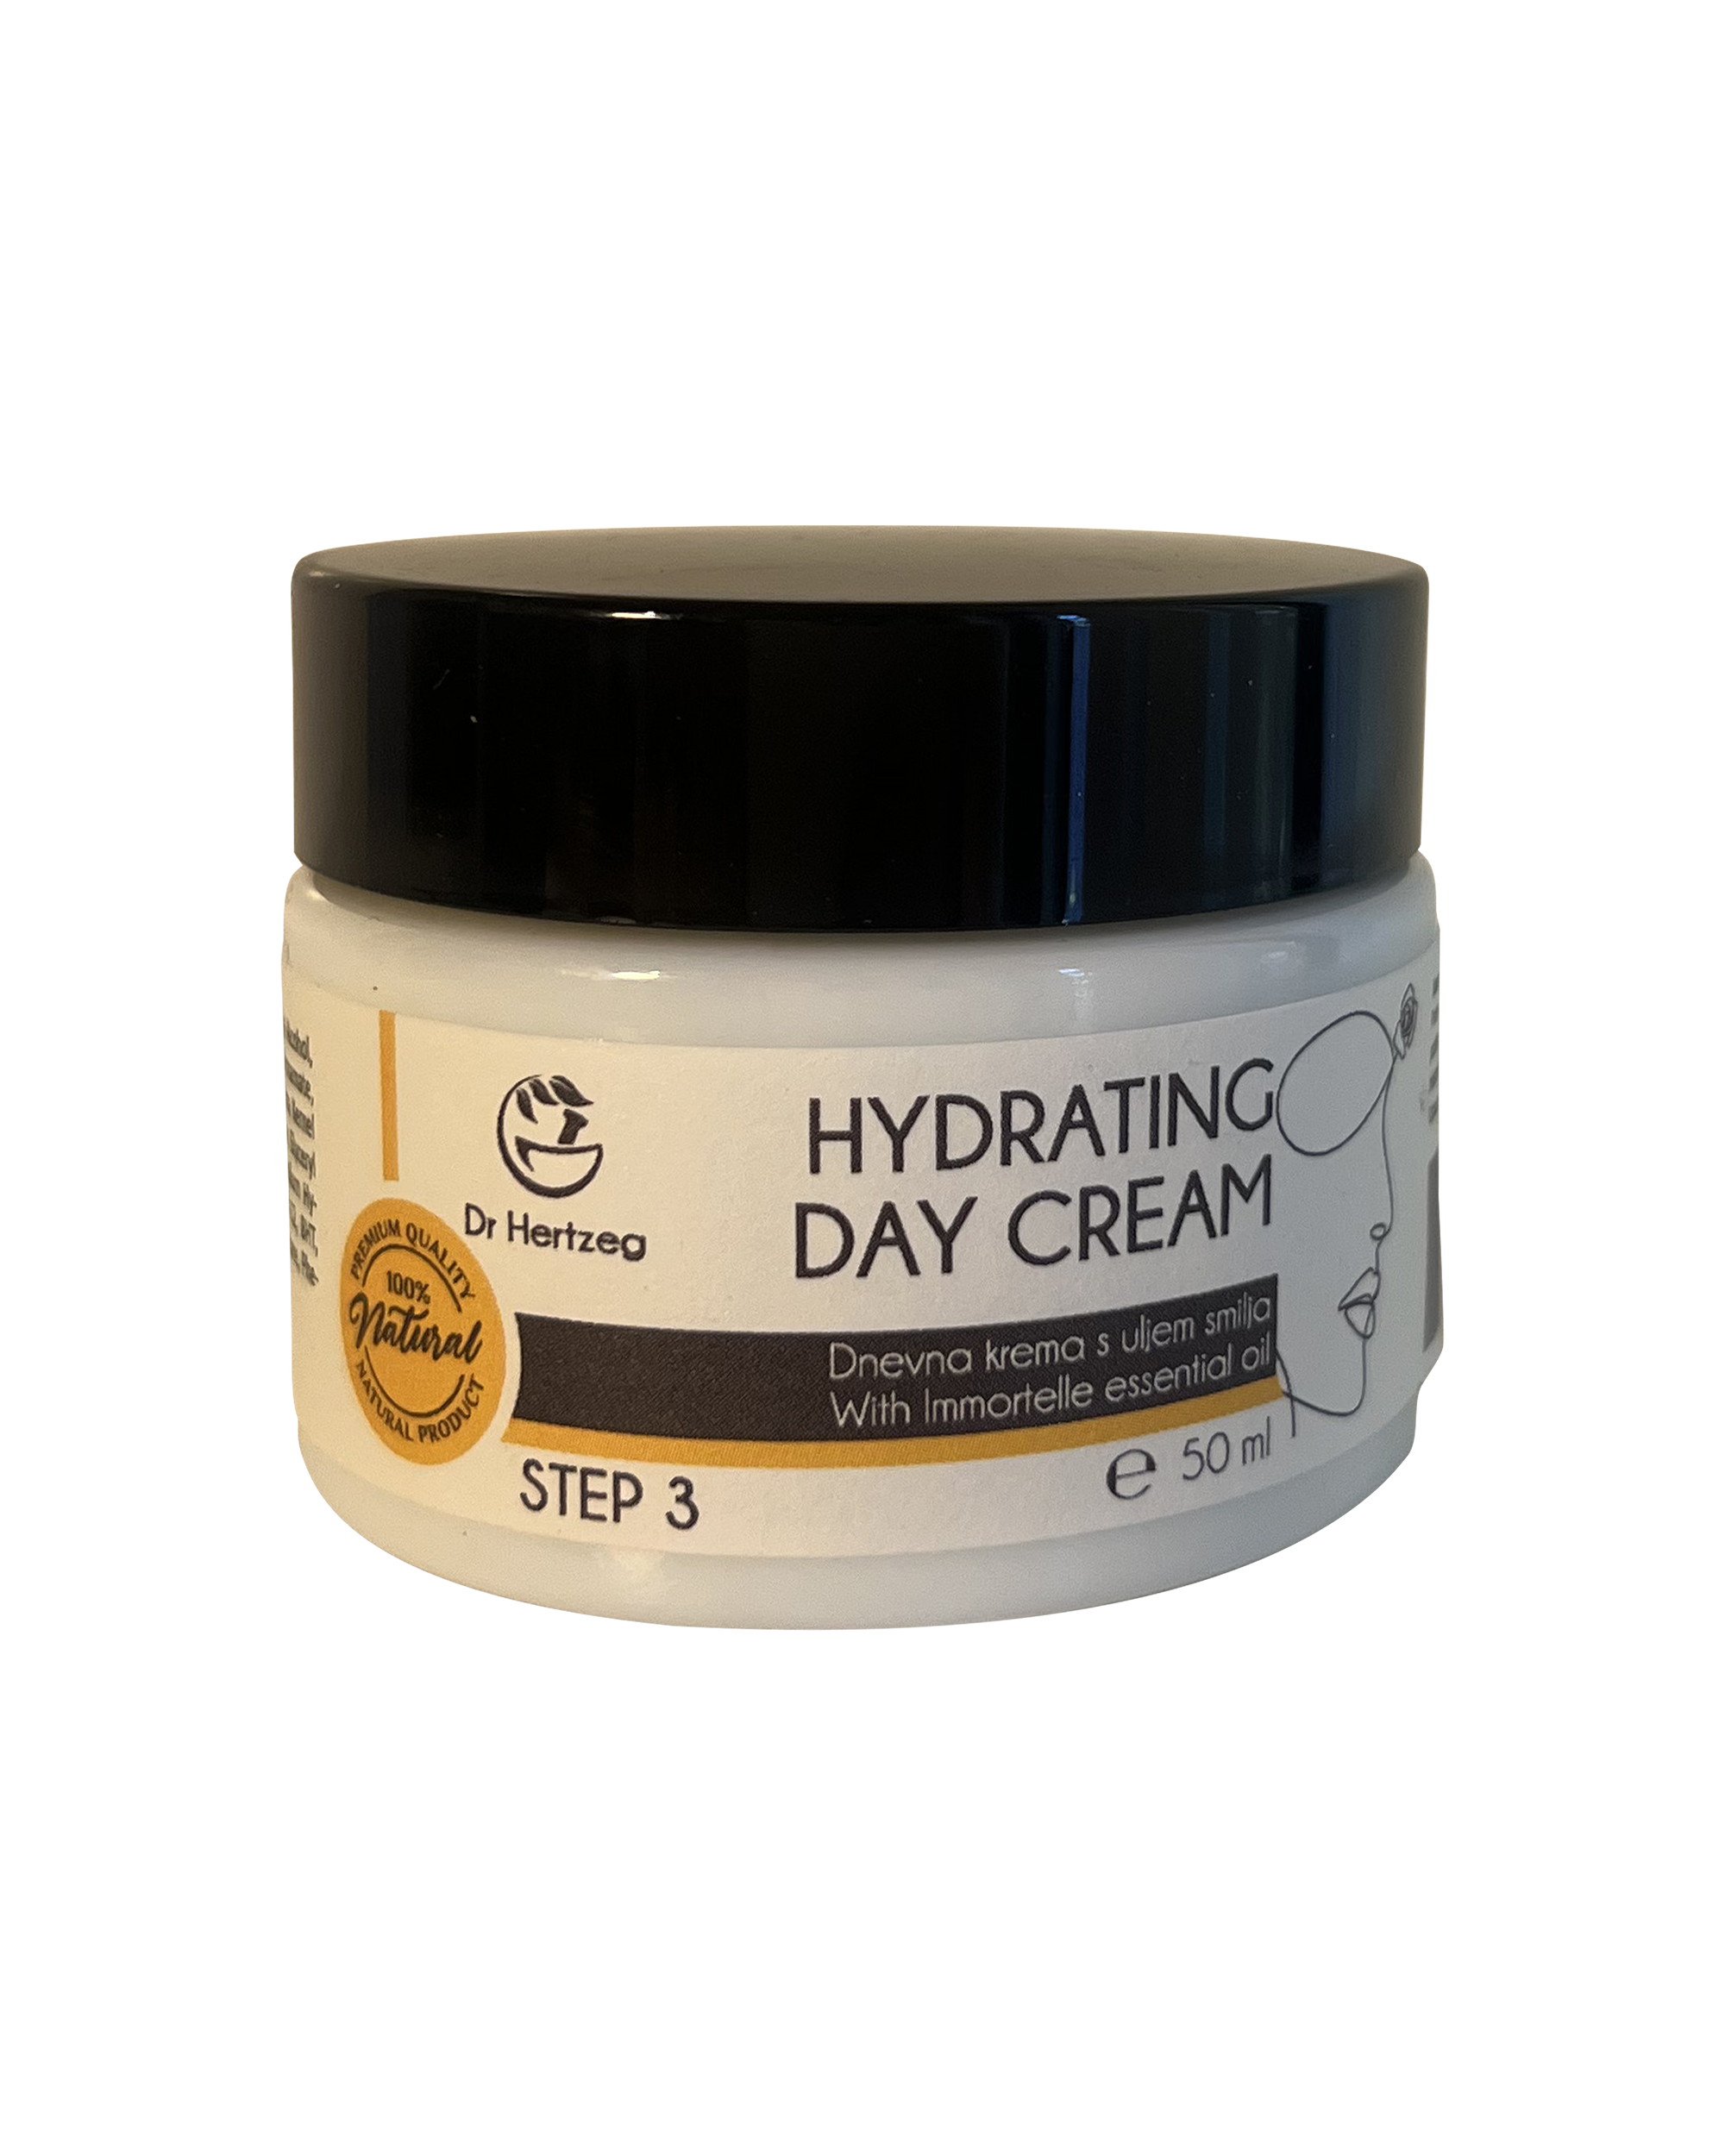 Dr Hertzeg
HYDRATING
DAY CREAM
PREMIUM QUALITY
100%
Natural
NATURAL PRODUCT
Dnevna krema s uljem smilja
With Immortelle essential oil
STEP 3
℮ 50 ml
BHT,